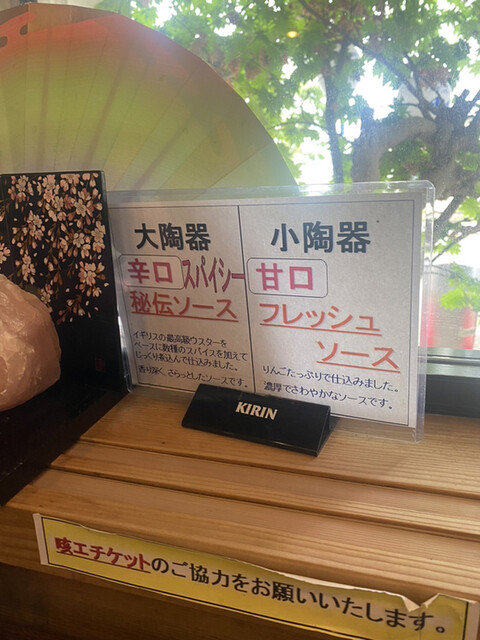 大陶器
辛口スパイシー
秘伝ソース
イギリスの最高級ウスターを
ベースに数種のスパイスを加えて
じっくり煮込んで仕込みました。
香り深く、さらっとしたソースです。
小陶器
甘口
フレッシュ
ソース
りんごたっぷりで仕込みました。
濃厚でさわやかなソースです。
KIRIN
咳エチケットのご協力をお願いいたします。